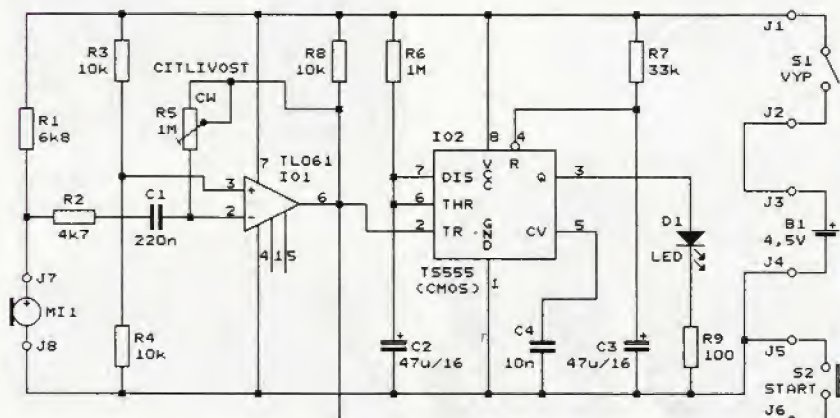 R3
10k
R8
10k
R6
1M
R7
33k
J1
S1
VYP
J2
CITLIVOST
CW
R5
1M
R1
6k8
7
TL061
IO1
3
+
2
-
6
4
1
5
R2
4k7
C1
220n
IO2
8
4
VCC
R
7
DIS
Q
3
6
THR
2
TR
GND
CV
5
TS555
(CMOS)
1
D1
LED
J3
B1
4,5V
+
J4
J7
+
MI1
J8
R4
10k
C2
47u/16
+
C4
10n
C3
47u/16
+
R9
100
J5
S2
START
J6